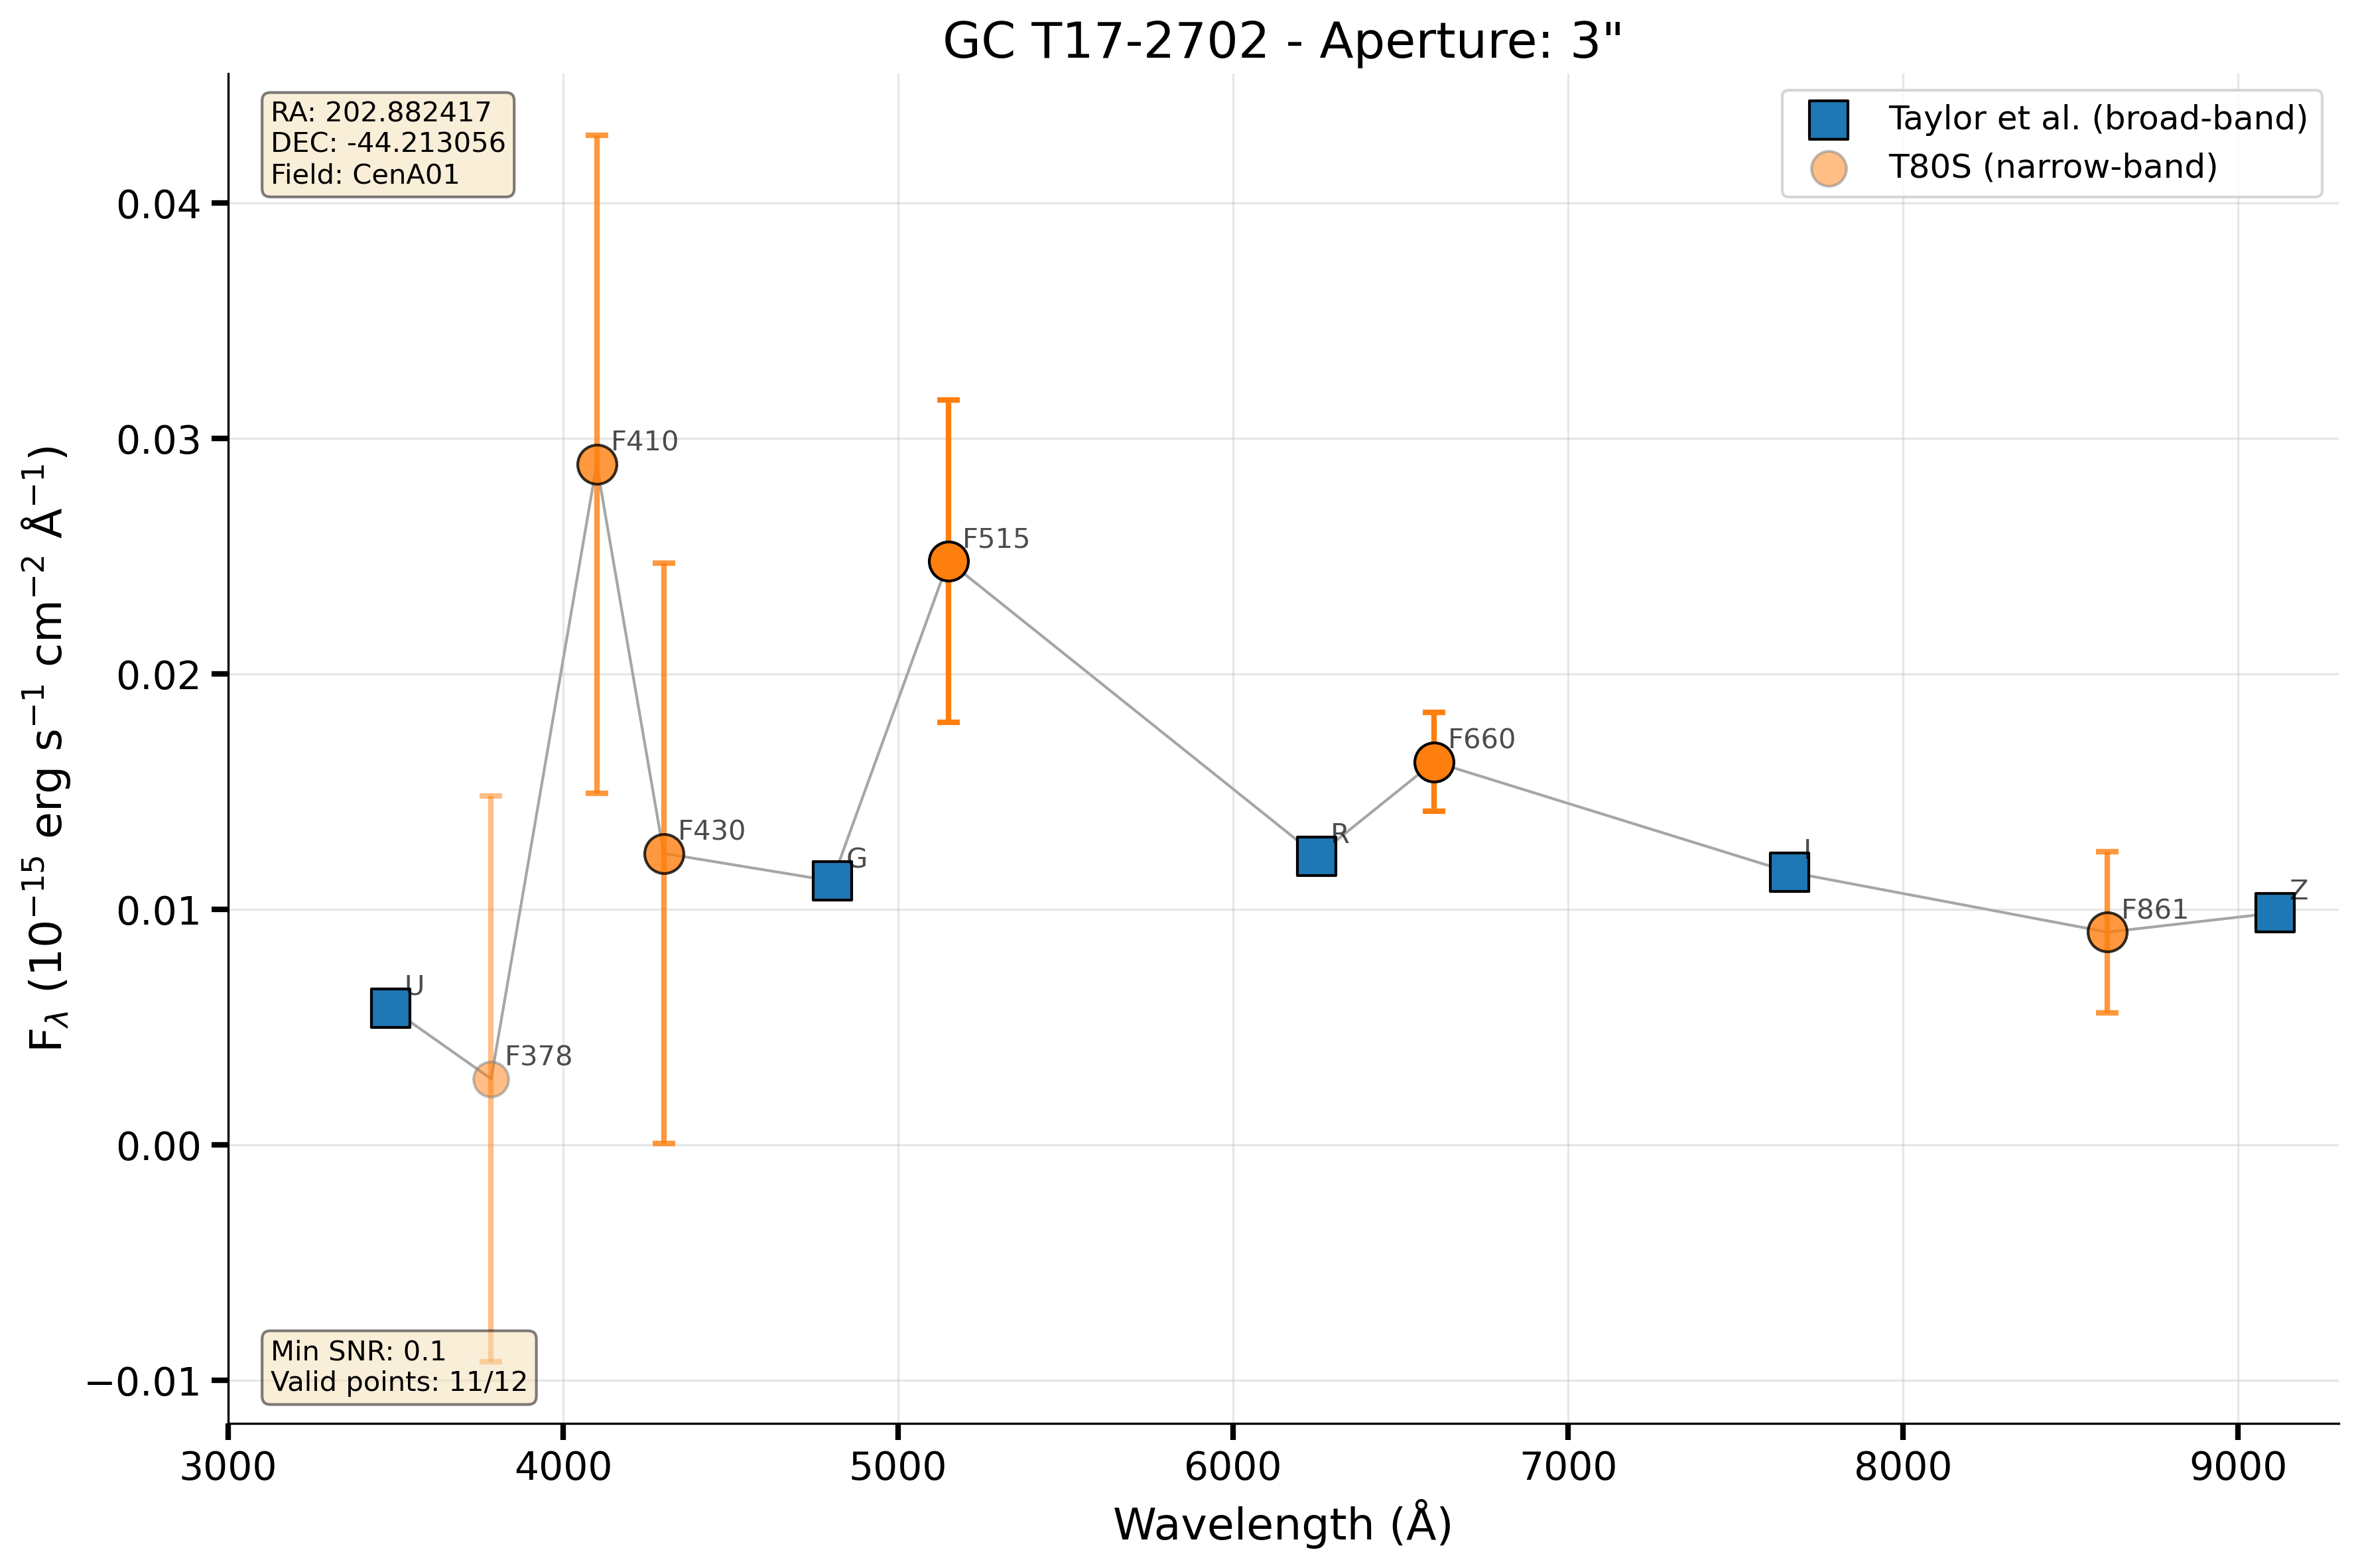 GC T17-2702 - Aperture: 3"
RA: 202.882417
DEC: -44.213056
Field: CenA01
Taylor et al. (broad-band)
T80S (narrow-band)
0.04
0.03
0.02
0.01
0.00
−0.01
F_λ (10⁻¹⁵ erg s⁻¹ cm⁻² Å⁻¹)
U
F378
F410
F430
G
F515
R
F660
I
F861
Z
Min SNR: 0.1
Valid points: 11/12
3000 4000 5000 6000 7000 8000 9000
Wavelength (Å)